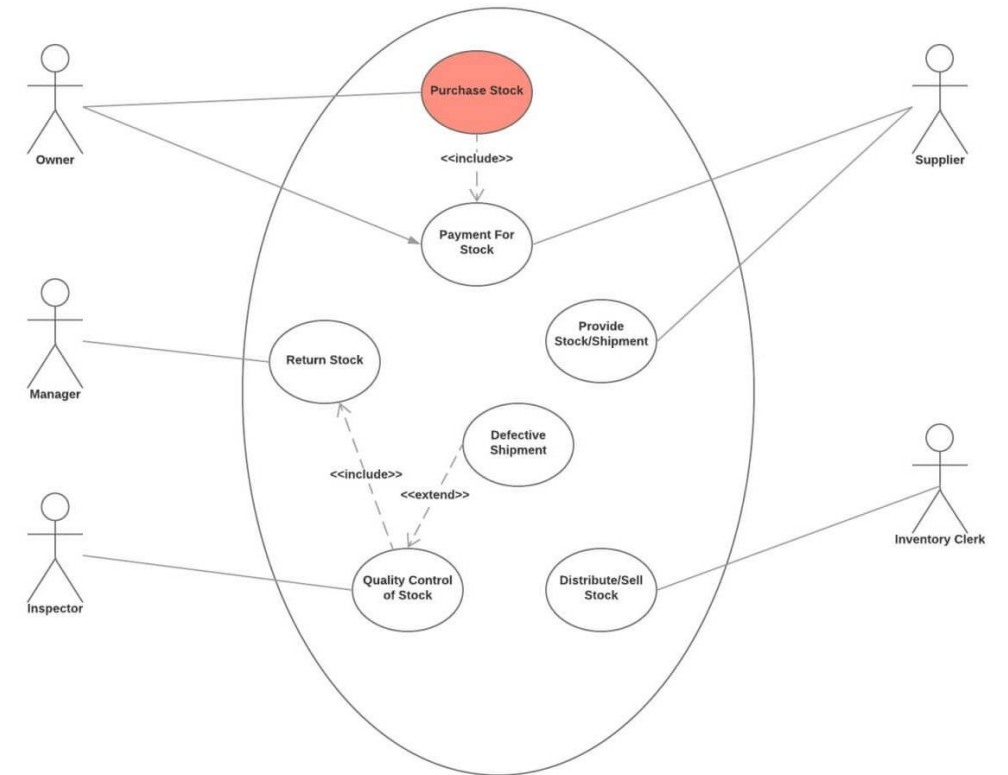 Purchase Stock
Owner
<<include>>
Supplier
Payment For
Stock
Provide
Stock/Shipment
Return Stock
Manager
Defective
Shipment
<<include>>
<<extend>>
Inventory Clerk
Quality Control
of Stock
Distribute/Sell
Stock
Inspector